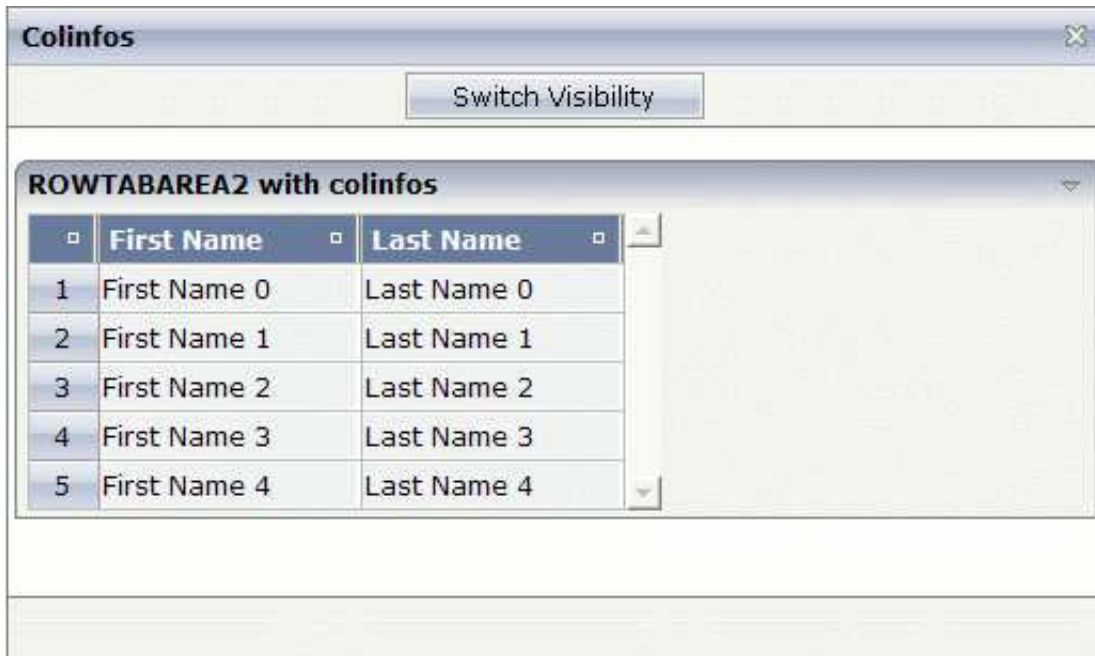 Colinfos
Switch Visibility
ROWTABAREA2 with colinfos
First Name Last Name
1 First Name 0 Last Name 0
2 First Name 1 Last Name 1
3 First Name 2 Last Name 2
4 First Name 3 Last Name 3
5 First Name 4 Last Name 4